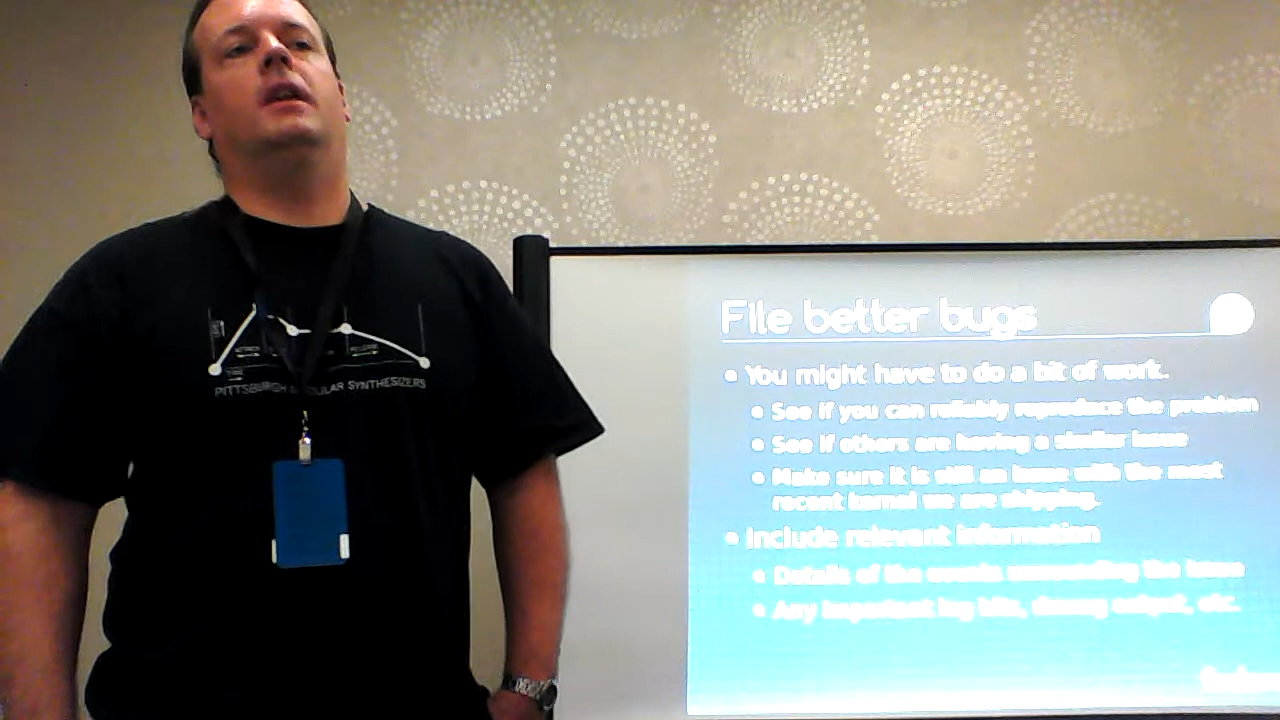 ATTACK
RELEASE
TIME
PITTSBURGH SYNTHESIZERS
File better bugs
You might have to do a bit of work.
See if you can reliably reproduce the problem
See if others are having a similar issue
Make sure it is still an issue with the most
recent kernel we are shipping.
Include relevant information
Details of the events surrounding the issue
Any important log bits, dmesg output, etc.